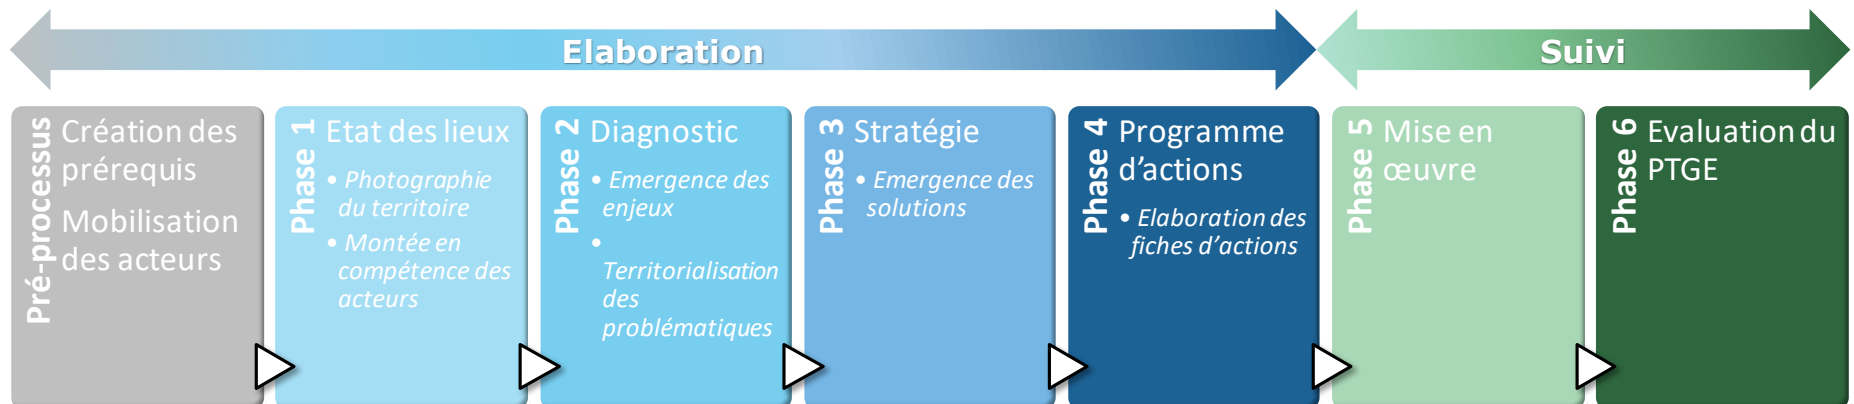 Elaboration
Suivi
Pré-processus
Création des
prérequis
Mobilisation
des acteurs
Phase 1
Etat des lieux
• Photographie
du territoire
• Montée en
compétence des
acteurs
Phase 2
Diagnostic
• Emergence des
enjeux
•
Territorialisation
des
problématiques
Phase 3
Stratégie
• Emergence des
solutions
Phase 4
Programme
d’actions
• Elaboration des
fiches d’actions
Phase 5
Mise en
œuvre
Phase 6
Evaluation du
PTGE